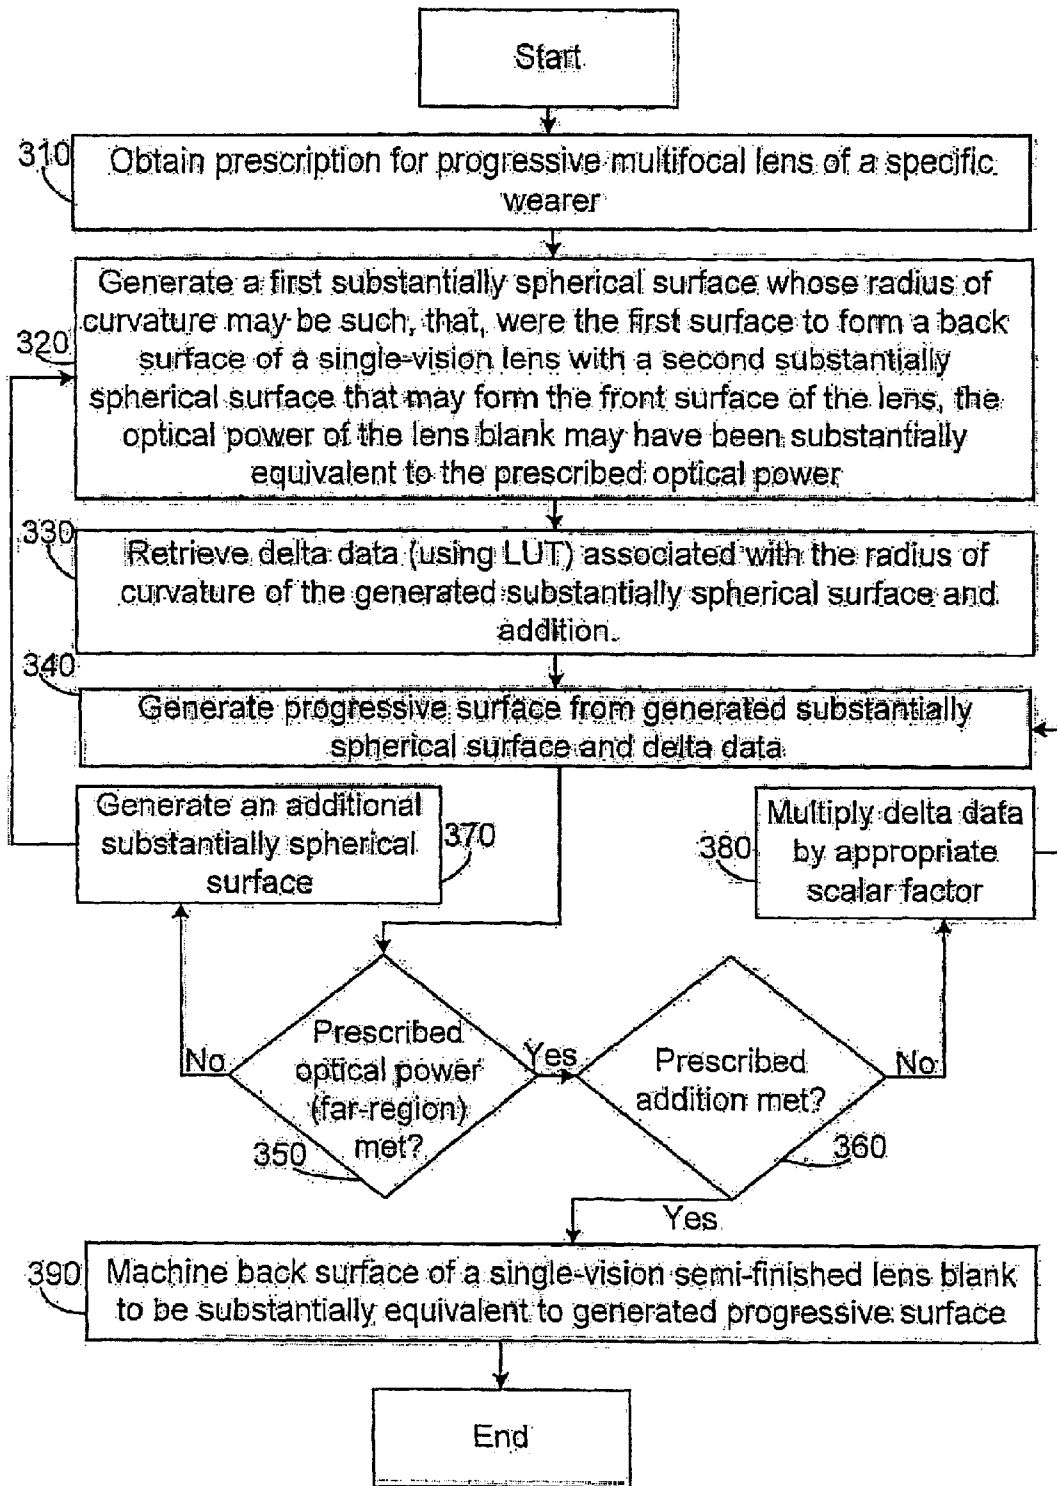 Start
310
Obtain prescription for progressive multifocal lens of a specific
wearer
320
Generate a first substantially spherical surface whose radius of
curvature may be such, that, were the first surface to form a back
surface of a single-vision lens with a second substantially
spherical surface that may form the front surface of the lens, the
optical power of the lens blank may have been substantially
equivalent to the prescribed optical power
330
Retrieve delta data (using LUT) associated with the radius of
curvature of the generated substantially spherical surface and
addition.
340
Generate progressive surface from generated substantially
spherical surface and delta data
Generate an additional
substantially spherical
surface
370
380
Multiply delta data
by appropriate
scalar factor
No
Prescribed
optical power
(far-region)
met?
350
Yes
Prescribed
addition met?
360
No
Yes
390
Machine back surface of a single-vision semi-finished lens blank
to be substantially equivalent to generated progressive surface
End